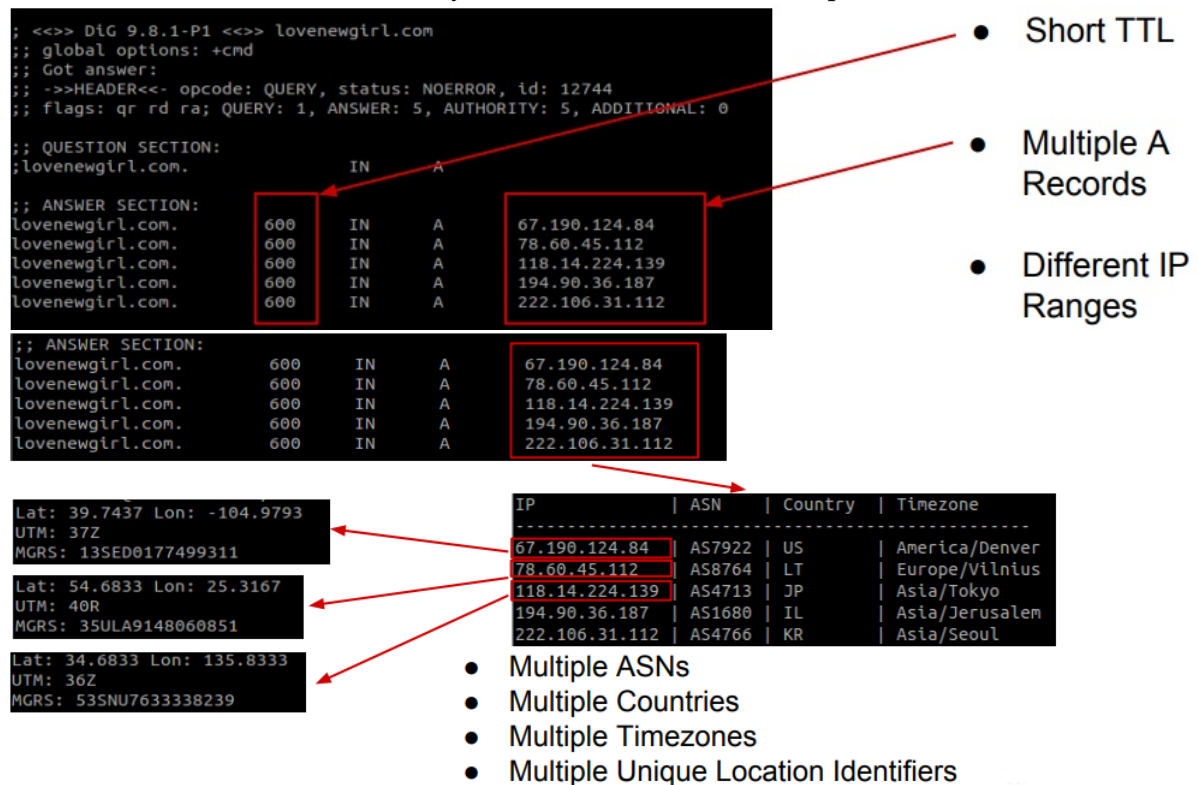 ; <<>> DiG 9.8.1-P1 <<>> lovenewgirl.com
;; global options: +cmd
;; Got answer:
;; ->>HEADER<<- opcode: QUERY, status: NOERROR, id: 12744
;; flags: qr rd ra; QUERY: 1, ANSWER: 5, AUTHORITY: 5, ADDITIONAL: 0
;; QUESTION SECTION:
;lovenewgirl.com. IN A
;; ANSWER SECTION:
lovenewgirl.com. 600 IN A 67.190.124.84
lovenewgirl.com. 600 IN A 78.60.45.112
lovenewgirl.com. 600 IN A 118.14.224.139
lovenewgirl.com. 600 IN A 194.90.36.187
lovenewgirl.com. 600 IN A 222.106.31.112
● Short TTL
● Multiple A
Records
● Different IP
Ranges
;; ANSWER SECTION:
lovenewgirl.com. 600 IN A 67.190.124.84
lovenewgirl.com. 600 IN A 78.60.45.112
lovenewgirl.com. 600 IN A 118.14.224.139
lovenewgirl.com. 600 IN A 194.90.36.187
lovenewgirl.com. 600 IN A 222.106.31.112
Lat: 39.7437 Lon: -104.9793
UTM: 37Z
MGRS: 13SED0177499311
Lat: 54.6833 Lon: 25.3167
UTM: 40R
MGRS: 35ULA9148060851
Lat: 34.6833 Lon: 135.8333
UTM: 36Z
MGRS: 53SNU7633338239
IP | ASN | Country | Timezone
-----------------------------------------------------
67.190.124.84 | AS7922 | US | America/Denver
78.60.45.112 | AS8764 | LT | Europe/Vilnius
118.14.224.139 | AS4713 | JP | Asia/Tokyo
194.90.36.187 | AS1680 | IL | Asia/Jerusalem
222.106.31.112 | AS4766 | KR | Asia/Seoul
● Multiple ASNs
● Multiple Countries
● Multiple Timezones
● Multiple Unique Location Identifiers